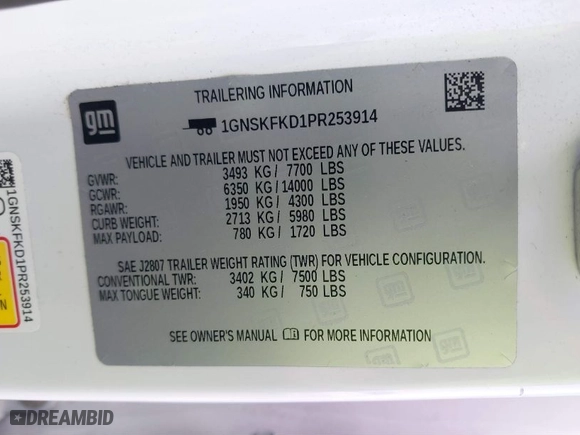 gm
TRAILERING INFORMATION
1GNSKFKD1PR253914
VEHICLE AND TRAILER MUST NOT EXCEED ANY OF THESE VALUES.
GVWR: 3493 KG / 7700 LBS
GCWR: 6350 KG / 14000 LBS
RGAWR: 1950 KG / 4300 LBS
CURB WEIGHT: 2713 KG / 5980 LBS
MAX PAYLOAD: 780 KG / 1720 LBS
SAE J2807 TRAILER WEIGHT RATING (TWR) FOR VEHICLE CONFIGURATION.
CONVENTIONAL TWR: 3402 KG / 7500 LBS
MAX TONGUE WEIGHT: 340 KG / 750 LBS
SEE OWNER'S MANUAL FOR MORE INFORMATION
1GNSKFKD1PR253914
DREAMBID